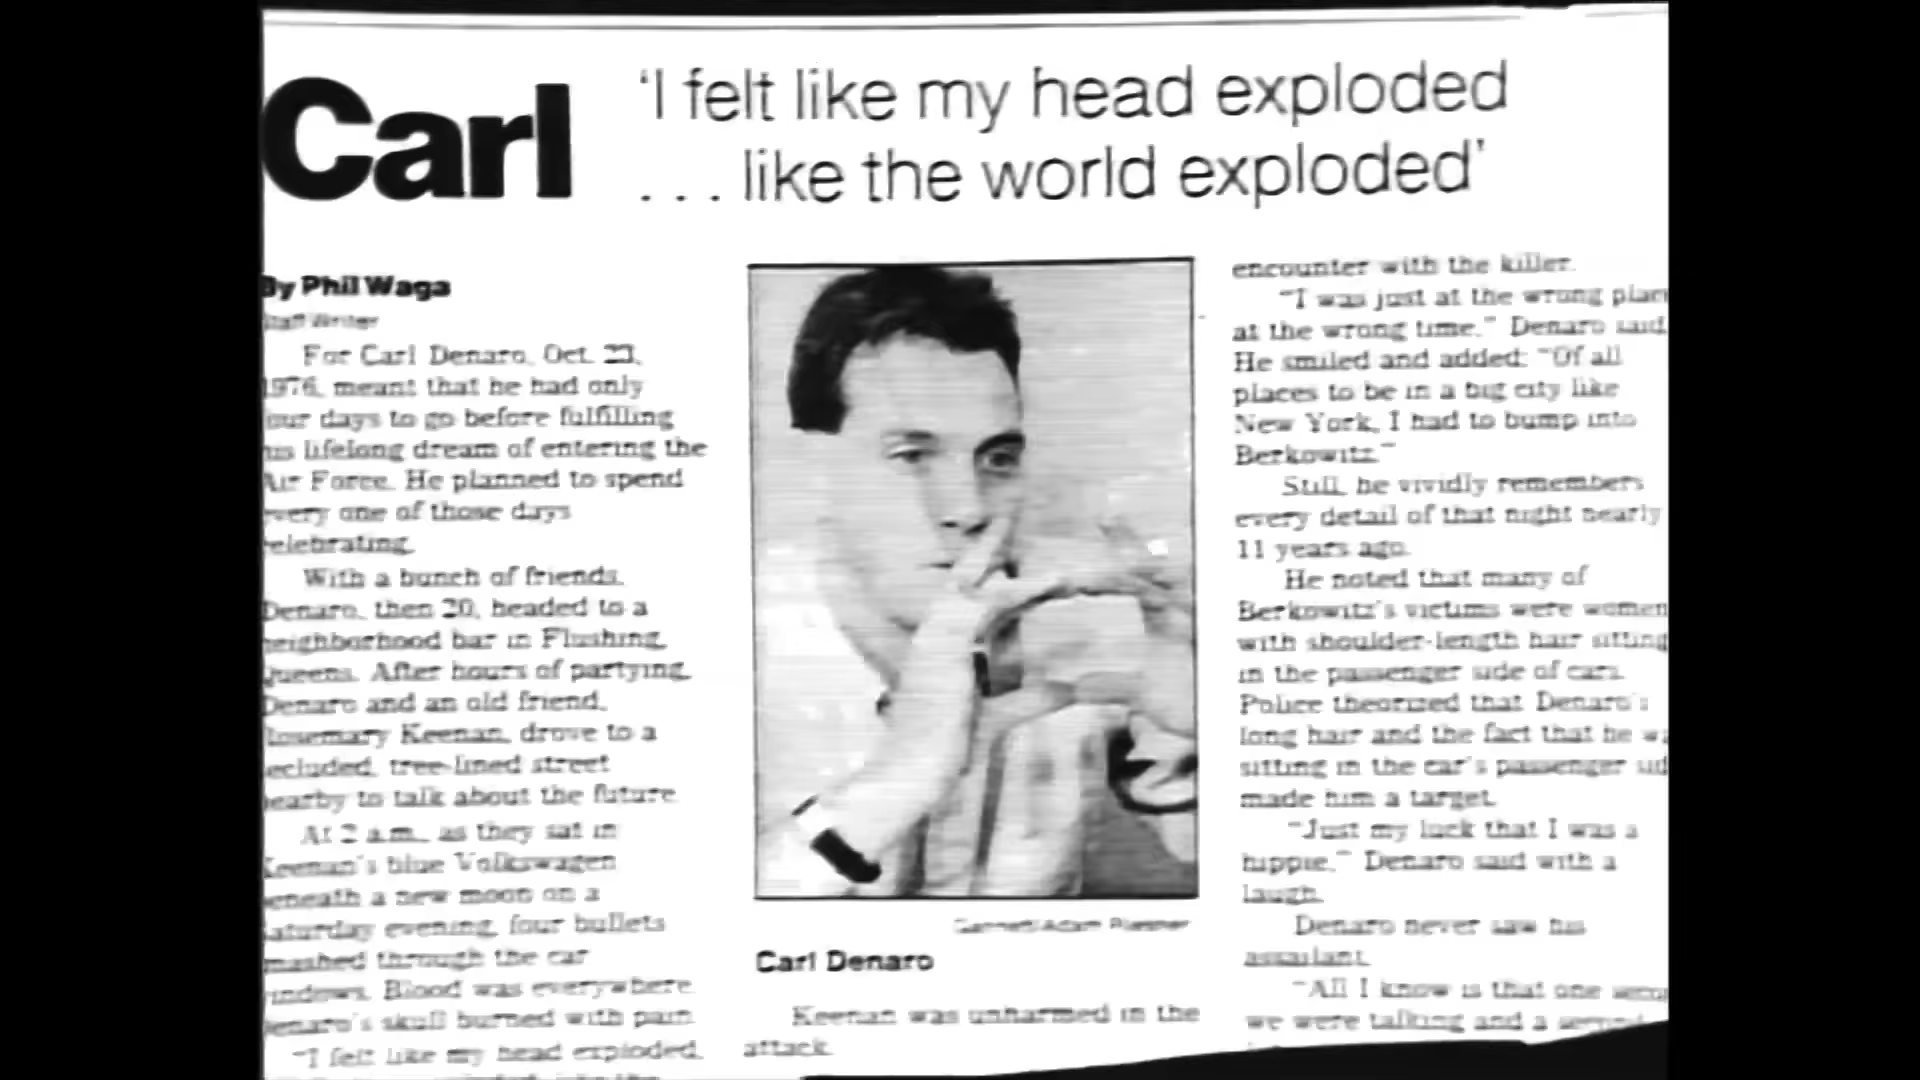 Carl
‘I felt like my head exploded
. . . like the world exploded’
By Phil Waga
Staff Writer
For Carl Denaro, Oct. 23,
1976, meant that he had only
four days to go before fulfilling
his lifelong dream of entering the
Air Force. He planned to spend
every one of those days
celebrating.
With a bunch of friends,
Denaro, then 20, headed to a
neighborhood bar in Flushing,
Queens. After hours of partying,
Denaro and an old friend,
Rosemary Keenan, drove to a
secluded, tree-lined street
nearby to talk about the future.
At 2 a.m., as they sat in
Keenan's blue Volkswagen
beneath a new moon on a
Saturday evening, four bullets
smashed through the car
windows. Blood was everywhere.
Denaro's skull burned with pain.
"I felt like my head exploded,
Carl Denaro
Keenan was unharmed in the
attack.
encounter with the killer.
"I was just at the wrong place
at the wrong time," Denaro said.
He smiled and added: "Of all
places to be in a big city like
New York, I had to bump into
Berkowitz."
Still, he vividly remembers
every detail of that night nearly
11 years ago.
He noted that many of
Berkowitz's victims were women
with shoulder-length hair sitting
in the passenger side of cars.
Police theorized that Denaro's
long hair and the fact that he wa
sitting in the car's passenger sid
made him a target.
"Just my luck that I was a
hippie," Denaro said with a
laugh.
Denaro never saw his
assailant.
"All I know is that one
we were talking and a second